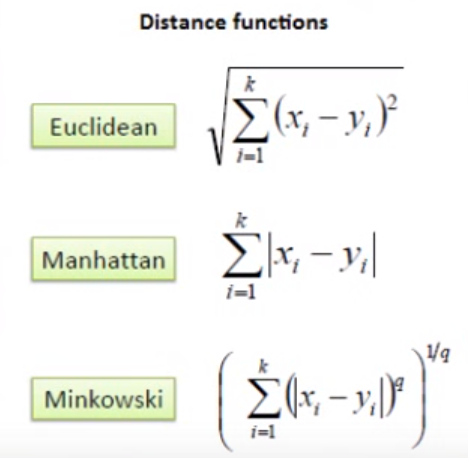 Distance functions
Euclidean √(∑_{i=1}^{k} (x_i − y_i)²)
Manhattan ∑_{i=1}^{k} |x_i − y_i|
Minkowski (∑_{i=1}^{k} (|x_i − y_i|)^q)^{1/q}